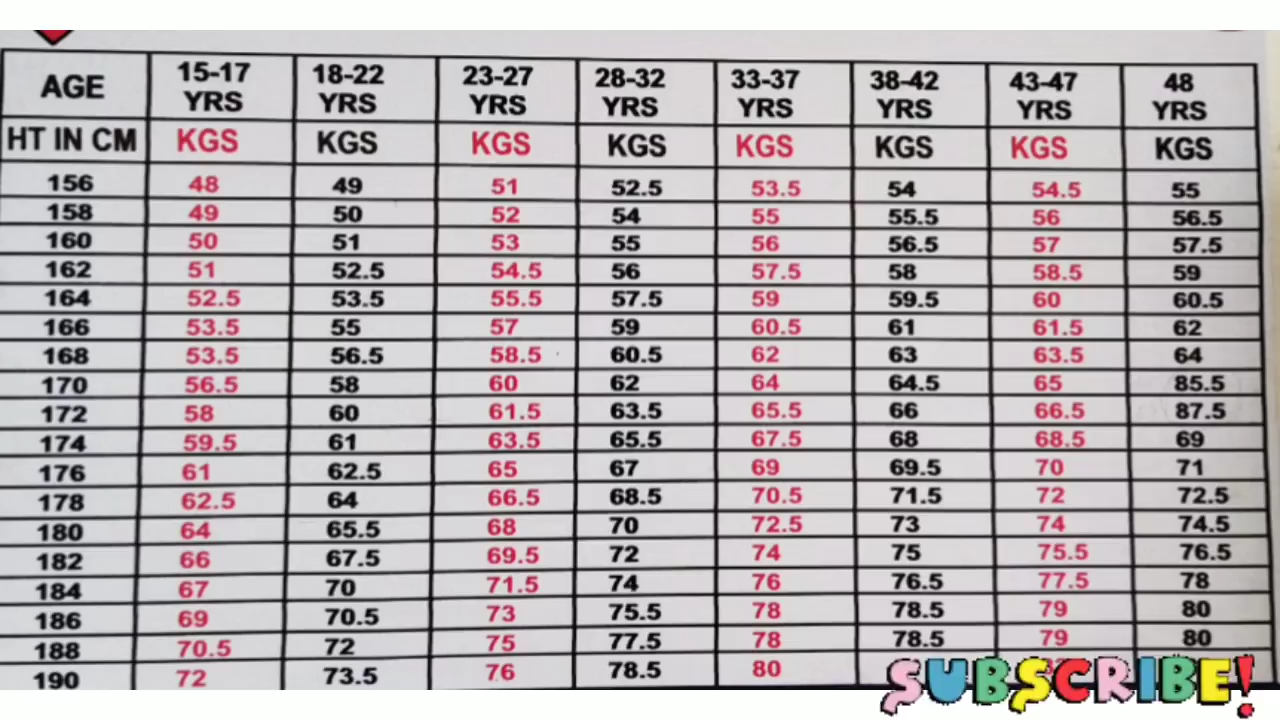 AGE 15-17 YRS 18-22 YRS 23-27 YRS 28-32 YRS 33-37 YRS 38-42 YRS 43-47 YRS 48 YRS
HT IN CM KGS KGS KGS KGS KGS KGS KGS KGS
156 48 49 51 52.5 53.5 54 54.5 55
158 49 50 52 54 55 55.5 56 56.5
160 50 51 53 55 56 56.5 57 57.5
162 51 52.5 54.5 56 57.5 58 58.5 59
164 52.5 53.5 55.5 57.5 59 59.5 60 60.5
166 53.5 55 57 59 60.5 61 61.5 62
168 53.5 56.5 58.5 60.5 62 63 63.5 64
170 56.5 58 60 62 64 64.5 65 85.5
172 58 60 61.5 63.5 65.5 66 66.5 87.5
174 59.5 61 63.5 65.5 67.5 68 68.5 69
176 61 62.5 65 67 69 69.5 70 71
178 62.5 64 66.5 68.5 70.5 71.5 72 72.5
180 64 65.5 68 70 72.5 73 74 74.5
182 66 67.5 69.5 72 74 75 75.5 76.5
184 67 70 71.5 74 76 76.5 77.5 78
186 69 70.5 73 75.5 78 78.5 79 80
188 70.5 72 75 77.5 78 78.5 79 80
190 72 73.5 76 78.5 80
SUBSCRIBE!